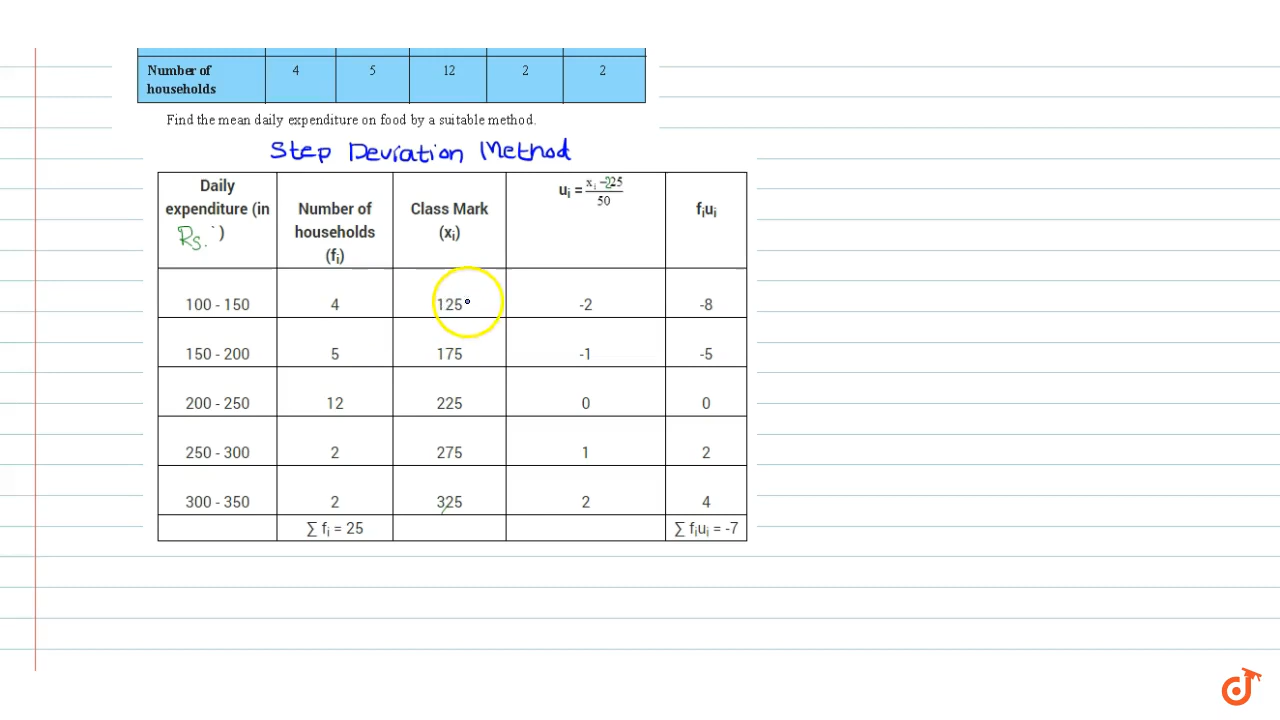 Number of households 4 5 12 2 2
Find the mean daily expenditure on food by a suitable method.
Step Deviation Method
Daily expenditure (in Rs. ) Number of households (fᵢ) Class Mark (xᵢ) uᵢ = (xᵢ – 225)/50 fᵢuᵢ
100 - 150 4 125 -2 -8
150 - 200 5 175 -1 -5
200 - 250 12 225 0 0
250 - 300 2 275 1 2
300 - 350 2 325 2 4
∑ fᵢ = 25 ∑ fᵢuᵢ = -7